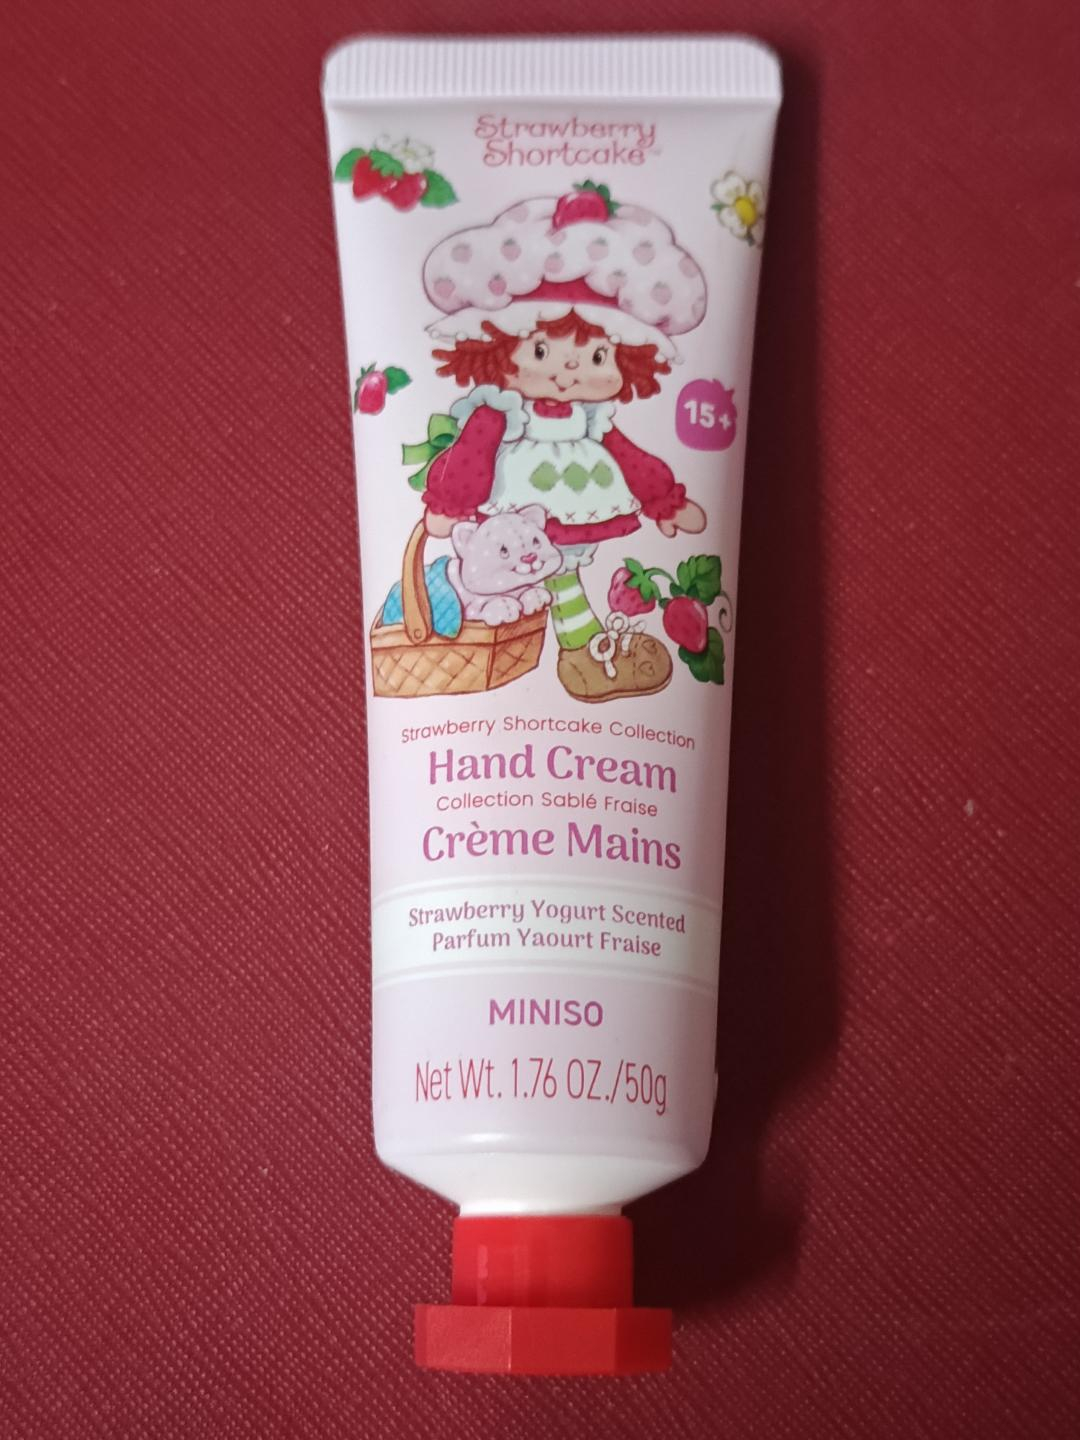 Strawberry
Shortcake™
15+
Strawberry Shortcake Collection
Hand Cream
Collection Sablé Fraise
Crème Mains
Strawberry Yogurt Scented
Parfum Yaourt Fraise
MINISO
Net Wt. 1.76 OZ./50g